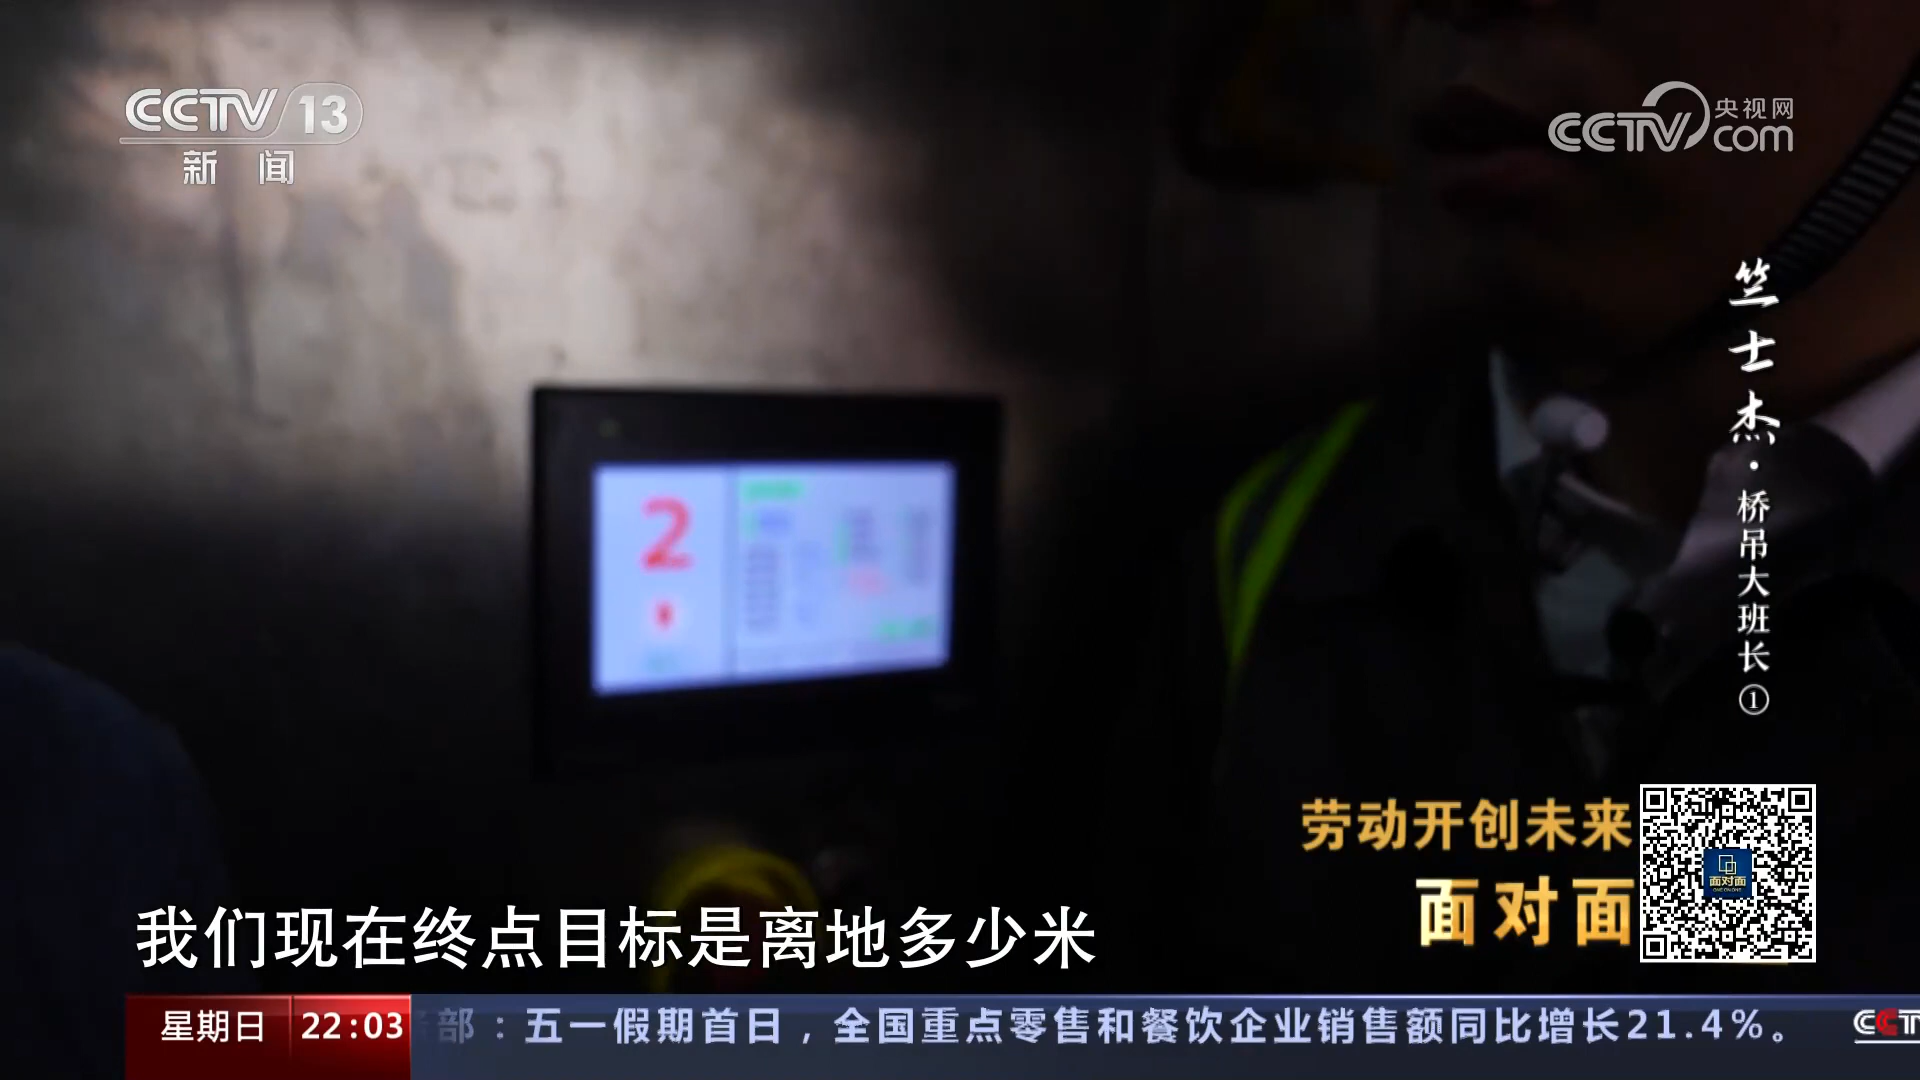 CCTV 13
新 闻
央视网
CCTV com
竺士杰·桥吊大班长①
2
劳动开创未来
面对面
面对面
我们现在终点目标是离地多少米
星期日 22:03
部：五一假期首日，全国重点零售和餐饮企业销售额同比增长21.4%。